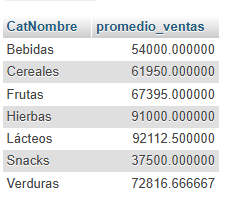 CatNombre promedio_ventas
Bebidas 54000.000000
Cereales 61950.000000
Frutas 67395.000000
Hierbas 91000.000000
Lácteos 92112.500000
Snacks 37500.000000
Verduras 72816.666667